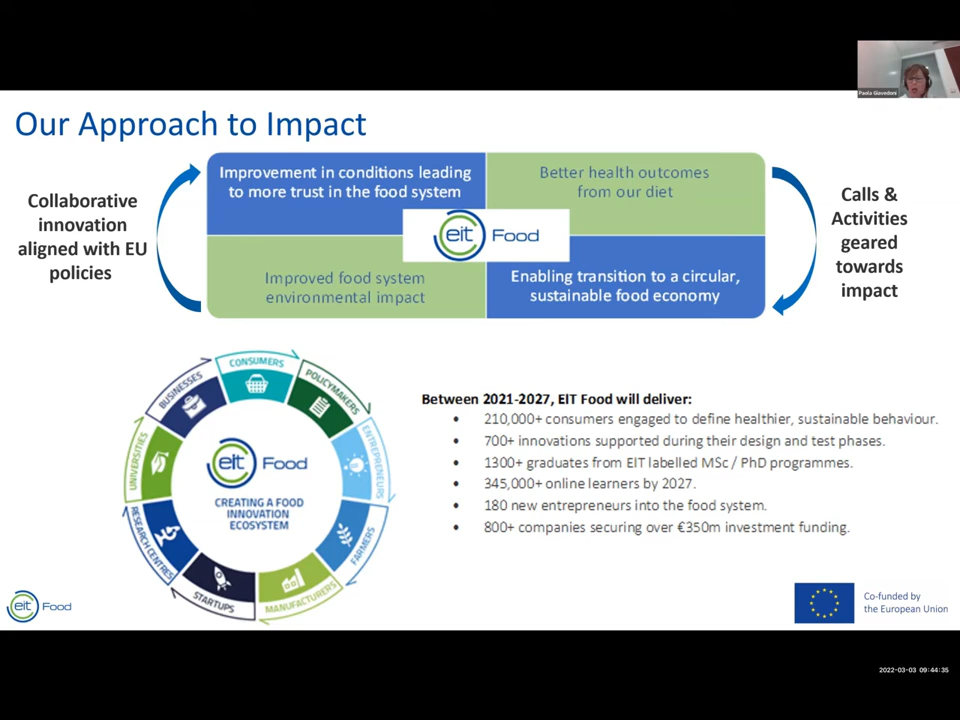 Paola Giavedoni
Our Approach to Impact
Collaborative
innovation
aligned with EU
policies
Improvement in conditions leading
to more trust in the food system
Better health outcomes
from our diet
eit Food
Improved food system
environmental impact
Enabling transition to a circular,
sustainable food economy
Calls &
Activities
geared
towards
impact
CONSUMERS
POLICYMAKERS
ENTREPRENEURS
FARMERS
MANUFACTURERS
STARTUPS
RESEARCH CENTRES
UNIVERSITIES
BUSINESSES
eit Food
CREATING A FOOD
INNOVATION
ECOSYSTEM
Between 2021-2027, EIT Food will deliver:
• 210,000+ consumers engaged to define healthier, sustainable behaviour.
• 700+ innovations supported during their design and test phases.
• 1300+ graduates from EIT labelled MSc / PhD programmes.
• 345,000+ online learners by 2027.
• 180 new entrepreneurs into the food system.
• 800+ companies securing over €350m investment funding.
eit Food
Co-funded by
the European Union
2022-03-03 09:44:35